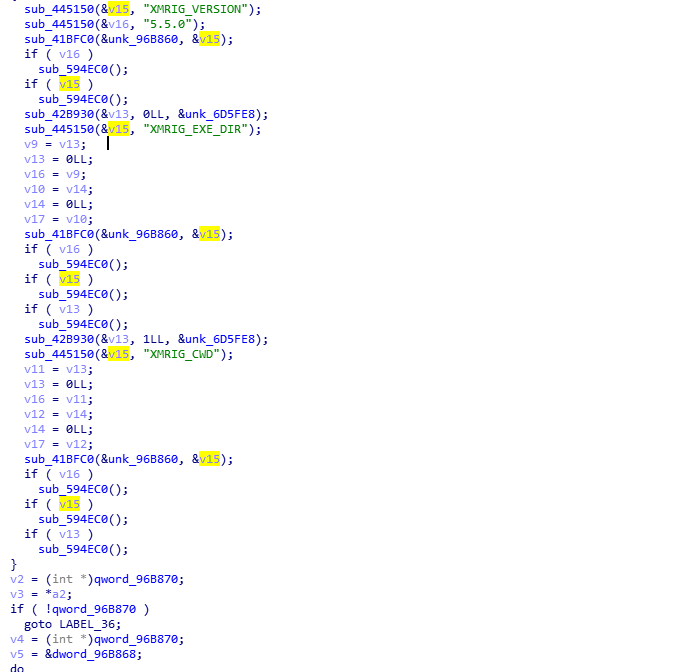 sub_445150(&v15, "XMRIG_VERSION");
sub_445150(&v16, "5.5.0");
sub_41BFC0(&unk_96B860, &v15);
if ( v16 )
sub_594EC0();
if ( v15 )
sub_594EC0();
sub_42B930(&v13, 0LL, &unk_6D5FE8);
sub_445150(&v15, "XMRIG_EXE_DIR");
v9 = v13;
v13 = 0LL;
v16 = v9;
v10 = v14;
v14 = 0LL;
v17 = v10;
sub_41BFC0(&unk_96B860, &v15);
if ( v16 )
sub_594EC0();
if ( v15 )
sub_594EC0();
if ( v13 )
sub_594EC0();
sub_42B930(&v13, 1LL, &unk_6D5FE8);
sub_445150(&v15, "XMRIG_CWD");
v11 = v13;
v13 = 0LL;
v16 = v11;
v12 = v14;
v14 = 0LL;
v17 = v12;
sub_41BFC0(&unk_96B860, &v15);
if ( v16 )
sub_594EC0();
if ( v15 )
sub_594EC0();
if ( v13 )
sub_594EC0();
}
v2 = (int *)qword_96B870;
v3 = *a2;
if ( !qword_96B870 )
goto LABEL_36;
v4 = (int *)qword_96B870;
v5 = &dword_96B868;
do